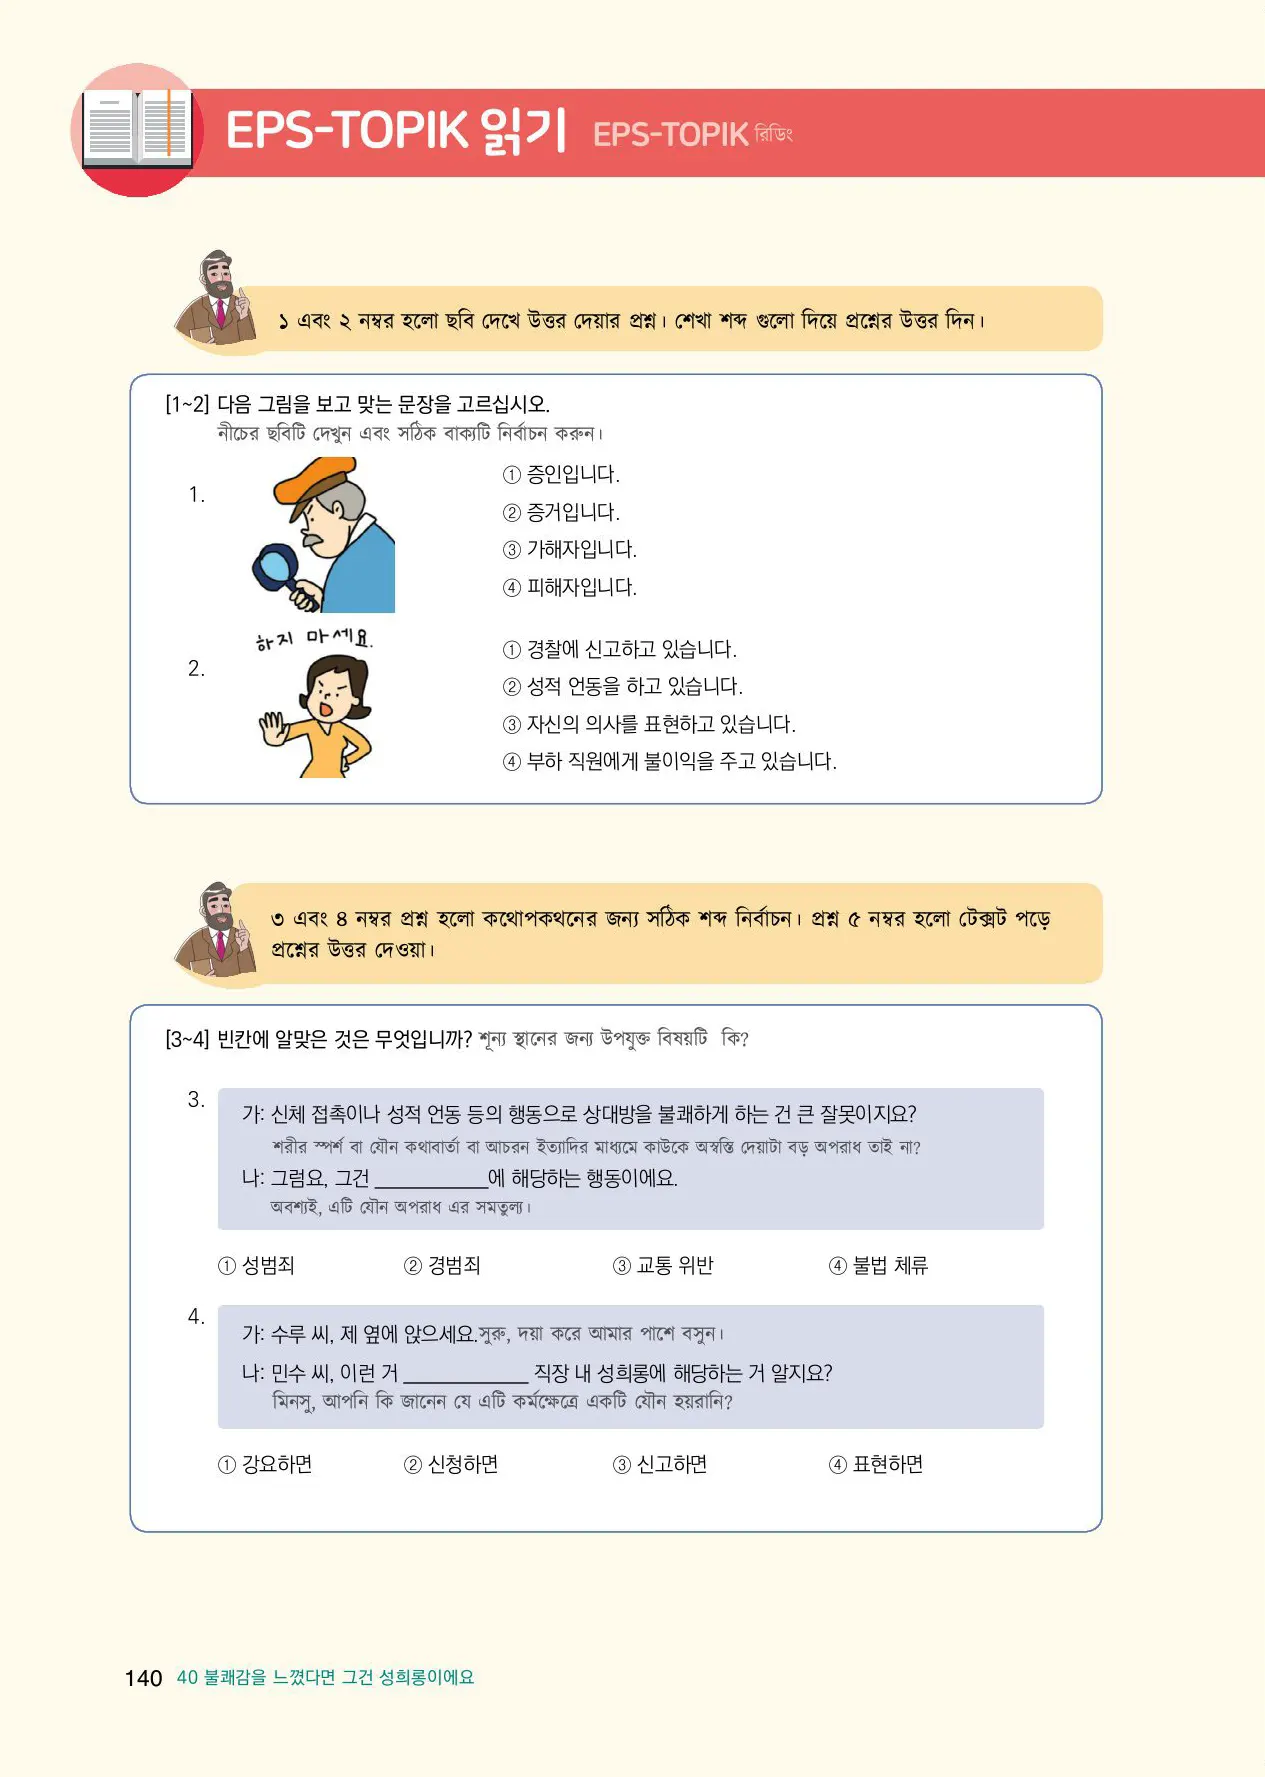 EPS-TOPIK 읽기 EPS-TOPIK রিডিং
১ এবং ২ নম্বর হলো ছবি দেখে উত্তর দেয়ার প্রশ্ন। শেখা শব্দ গুলো দিয়ে প্রশ্নের উত্তর দিন।
[1~2] 다음 그림을 보고 맞는 문장을 고르십시오.
নীচের ছবিটি দেখুন এবং সঠিক বাক্যটি নির্বাচন করুন।
1.
① 증인입니다.
② 증거입니다.
③ 가해자입니다.
④ 피해자입니다.
2.
하지 마세요.
① 경찰에 신고하고 있습니다.
② 성적 언동을 하고 있습니다.
③ 자신의 의사를 표현하고 있습니다.
④ 부하 직원에게 불이익을 주고 있습니다.
৩ এবং ৪ নম্বর প্রশ্ন হলো কথোপকথনের জন্য সঠিক শব্দ নির্বাচন। প্রশ্ন ৫ নম্বর হলো টেক্সট পড়ে
প্রশ্নের উত্তর দেওয়া।
[3~4] 빈칸에 알맞은 것은 무엇입니까? শূন্য স্থানের জন্য উপযুক্ত বিষয়টি কি?
3.
가: 신체 접촉이나 성적 언동 등의 행동으로 상대방을 불쾌하게 하는 건 큰 잘못이지요?
শরীর স্পর্শ বা যৌন কথাবার্তা বা আচরন ইত্যাদির মাধ্যমে কাউকে অস্বস্তি দেয়াটা বড় অপরাধ তাই না?
나: 그럼요, 그건 ___________에 해당하는 행동이에요.
অবশ্যই, এটি যৌন অপরাধ এর সমতুল্য।
① 성범죄 ② 경범죄 ③ 교통 위반 ④ 불법 체류
4.
가: 수루 씨, 제 옆에 앉으세요.সুরু, দয়া করে আমার পাশে বসুন।
나: 민수 씨, 이런 거 ____________ 직장 내 성희롱에 해당하는 거 알지요?
মিনসু, আপনি কি জানেন যে এটি কর্মক্ষেত্রে একটি যৌন হয়রানি?
① 강요하면 ② 신청하면 ③ 신고하면 ④ 표현하면
140 40 불쾌감을 느꼈다면 그건 성희롱이에요